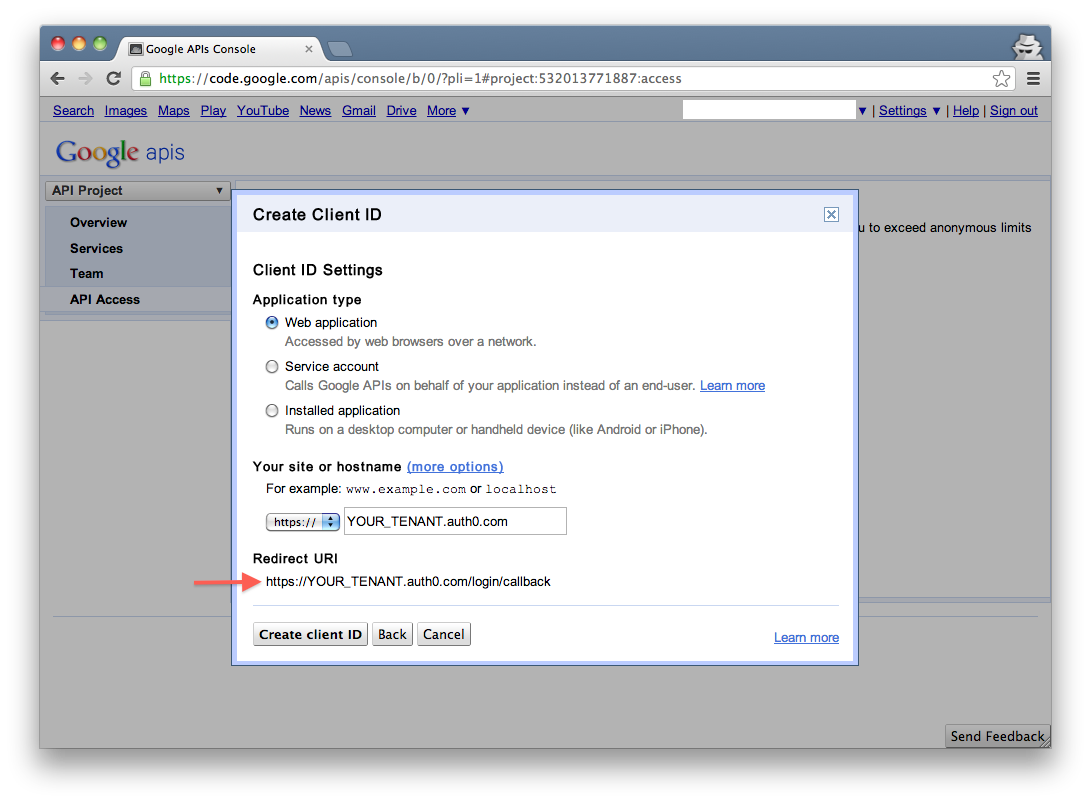 Google APIs Console
https://code.google.com/apis/console/b/0/?pli=1#project:532013771887:access
Search Images Maps Play YouTube News Gmail Drive More ▼ ▼ | Settings ▼ | Help | Sign out
Google apis
API Project ▼
Overview
Services
Team
API Access
u to exceed anonymous limits
Create Client ID
Client ID Settings
Application type
Web application
Accessed by web browsers over a network.
Service account
Calls Google APIs on behalf of your application instead of an end-user. Learn more
Installed application
Runs on a desktop computer or handheld device (like Android or iPhone).
Your site or hostname (more options)
For example: www.example.com or localhost
https:// YOUR_TENANT.auth0.com
Redirect URI
https://YOUR_TENANT.auth0.com/login/callback
Create client ID Back Cancel
Learn more
Send Feedback